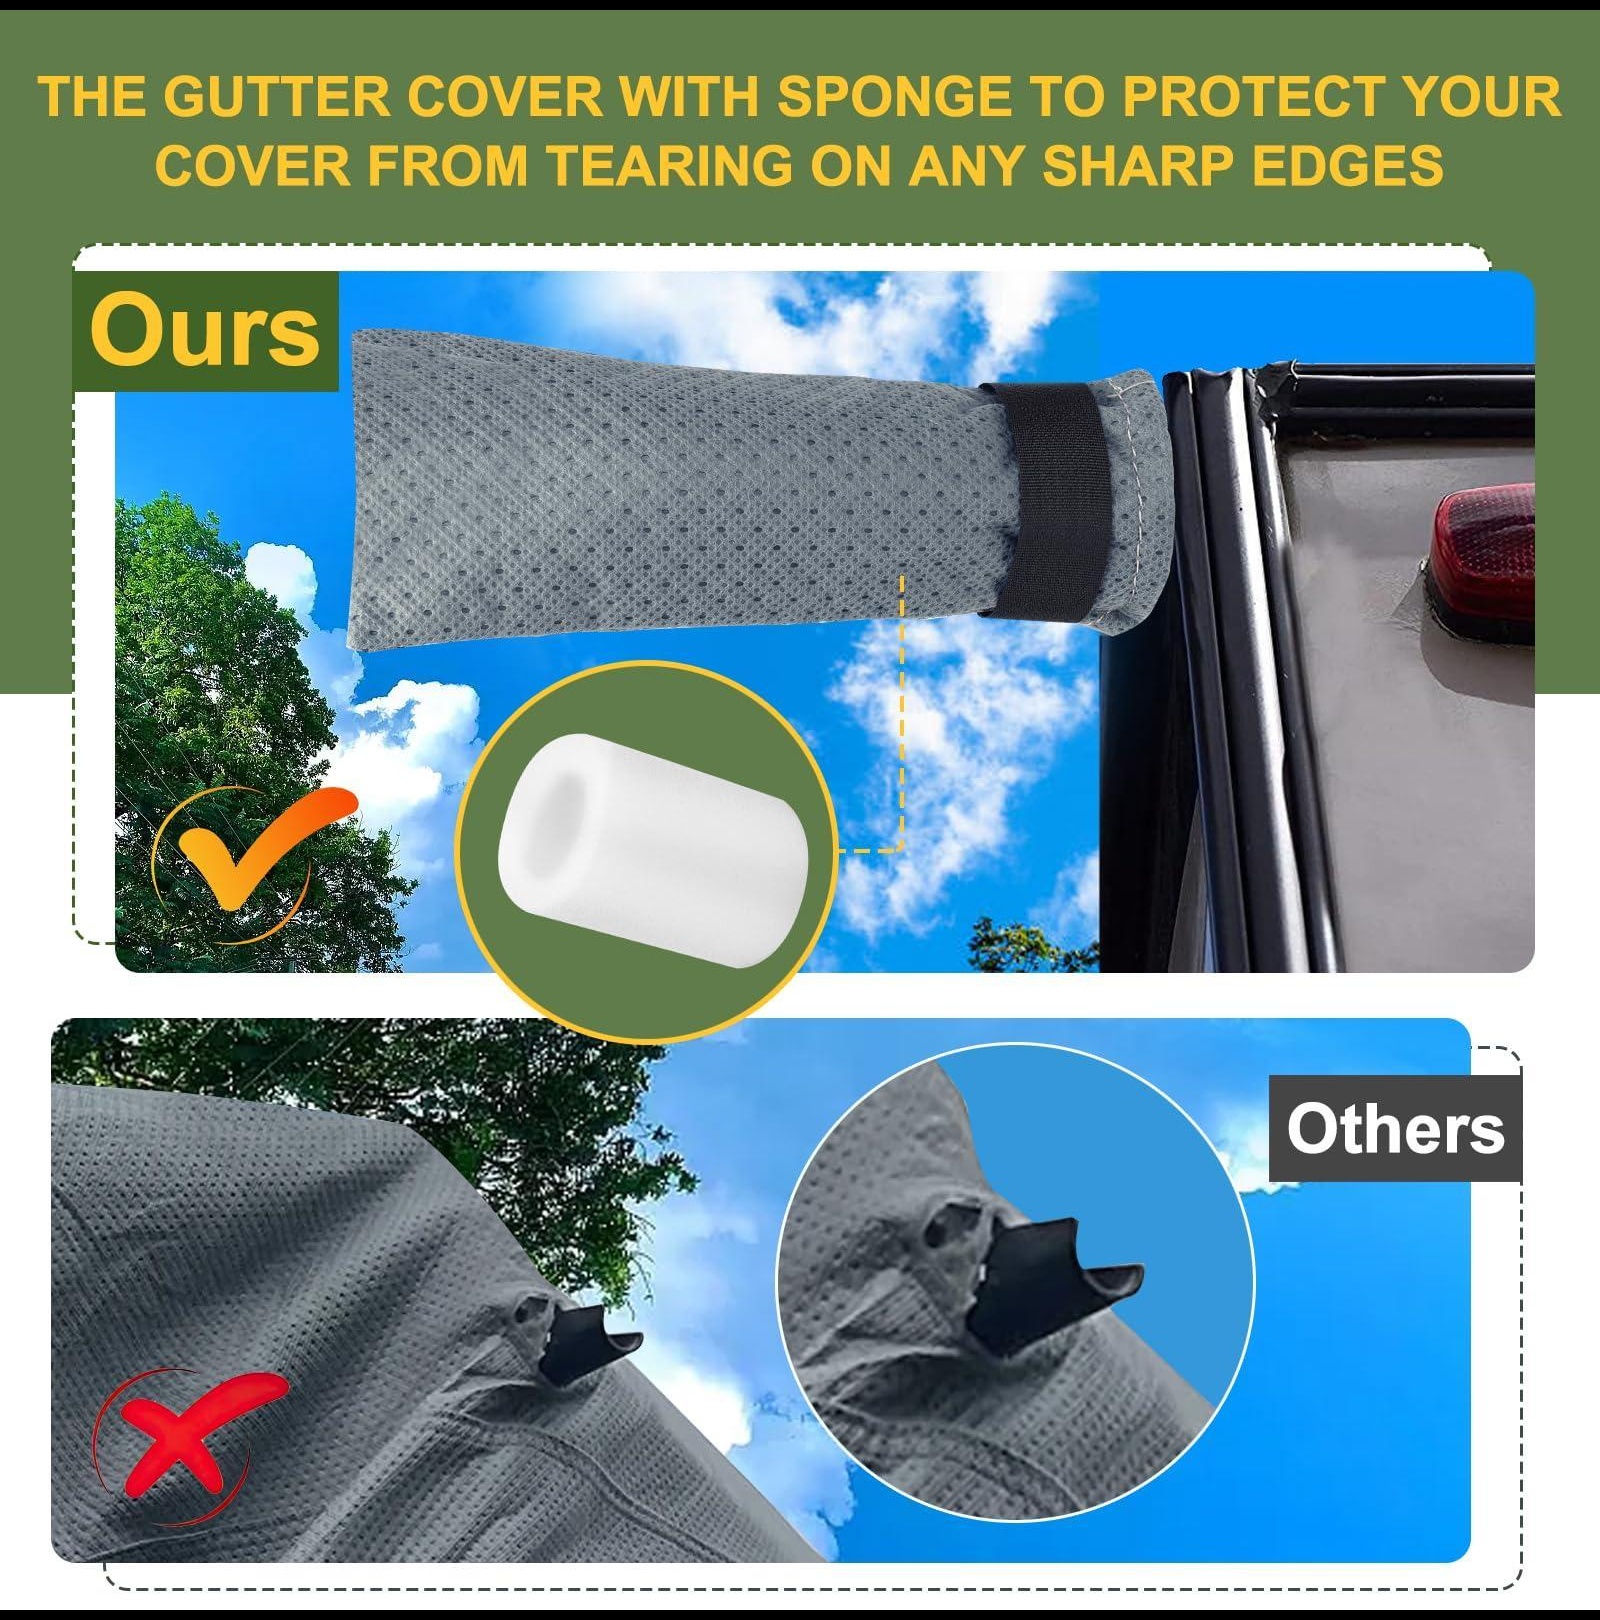 THE GUTTER COVER WITH SPONGE TO PROTECT YOUR
COVER FROM TEARING ON ANY SHARP EDGES
Ours
Others